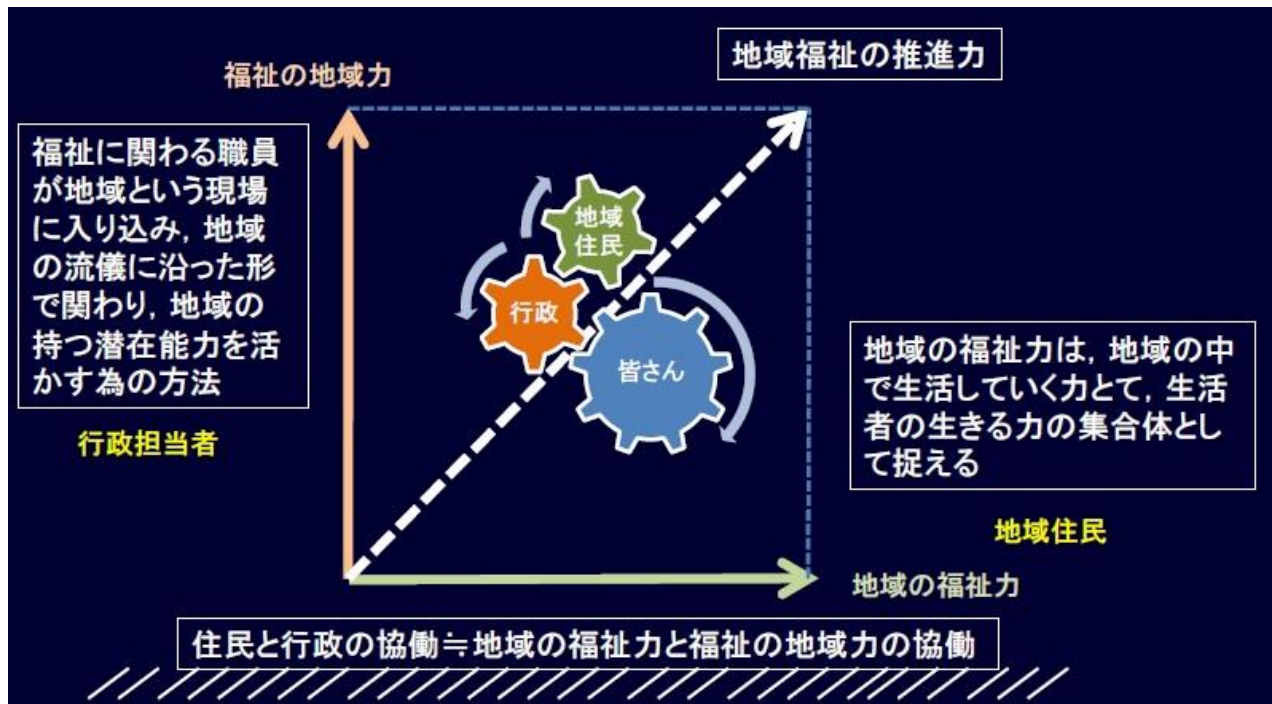 地域福祉の推進力
福祉の地域力
福祉に関わる職員
が地域という現場
に入り込み，地域
の流儀に沿った形
で関わり，地域の
持つ潜在能力を活
かす為の方法
行政担当者
地域
住民
行政
皆さん
地域の福祉力は，地域の中
で生活していく力とて，生活
者の生きる力の集合体とし
て捉える
地域住民
地域の福祉力
住民と行政の協働≒地域の福祉力と福祉の地域力の協働